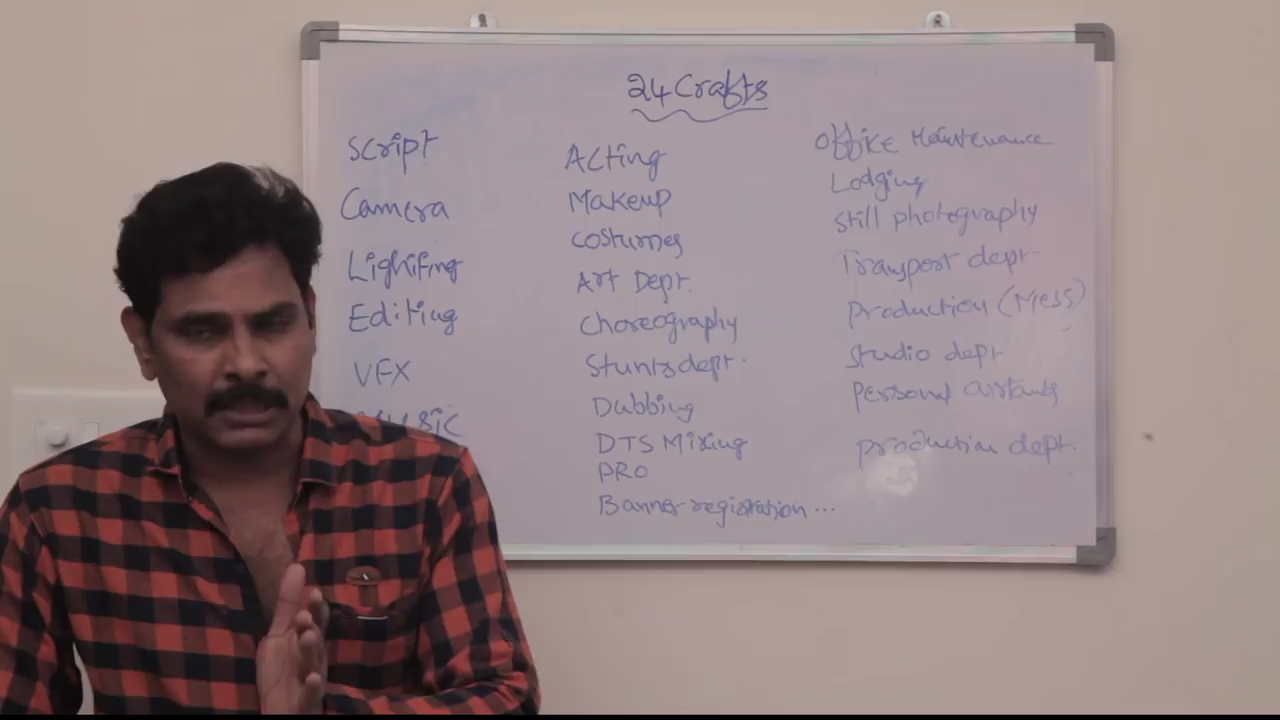 24 Crafts
Script
Camera
Lighting
Editing
VFX
Music
Acting
Makeup
Costumes
Art Dept.
Choreography
Stunts dept.
Dubbing
DTS Mixing
PRO
Banner registration ...
Office Maintenance
Lodging
Still photography
Transport dept
Production (Mess)
Studio dept
Personal
production dept.